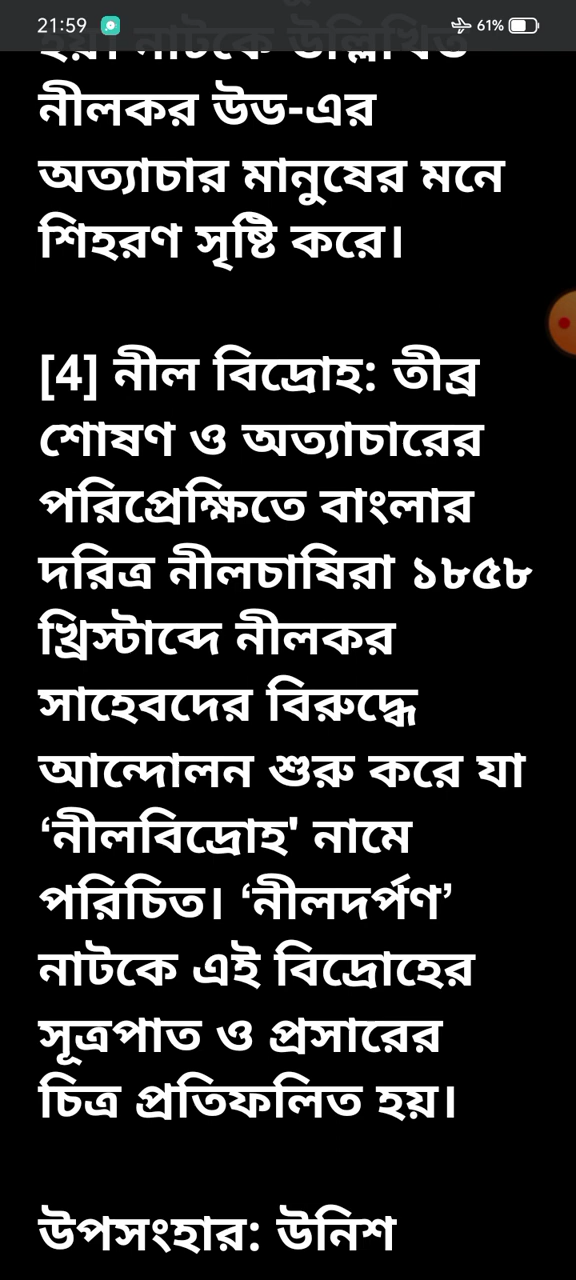 21:59
61%
নীলকর উড-এর
অত্যাচার মানুষের মনে
শিহরণ সৃষ্টি করে।
[4] নীল বিদ্রোহ: তীব্র
শোষণ ও অত্যাচারের
পরিপ্রেক্ষিতে বাংলার
দরিত্র নীলচাষিরা ১৮৫৮
খ্রিস্টাব্দে নীলকর
সাহেবদের বিরুদ্ধে
আন্দোলন শুরু করে যা
‘নীলবিদ্রোহ' নামে
পরিচিত। ‘নীলদর্পণ’
নাটকে এই বিদ্রোহের
সূত্রপাত ও প্রসারের
চিত্র প্রতিফলিত হয়।
উপসংহার: উনিশ